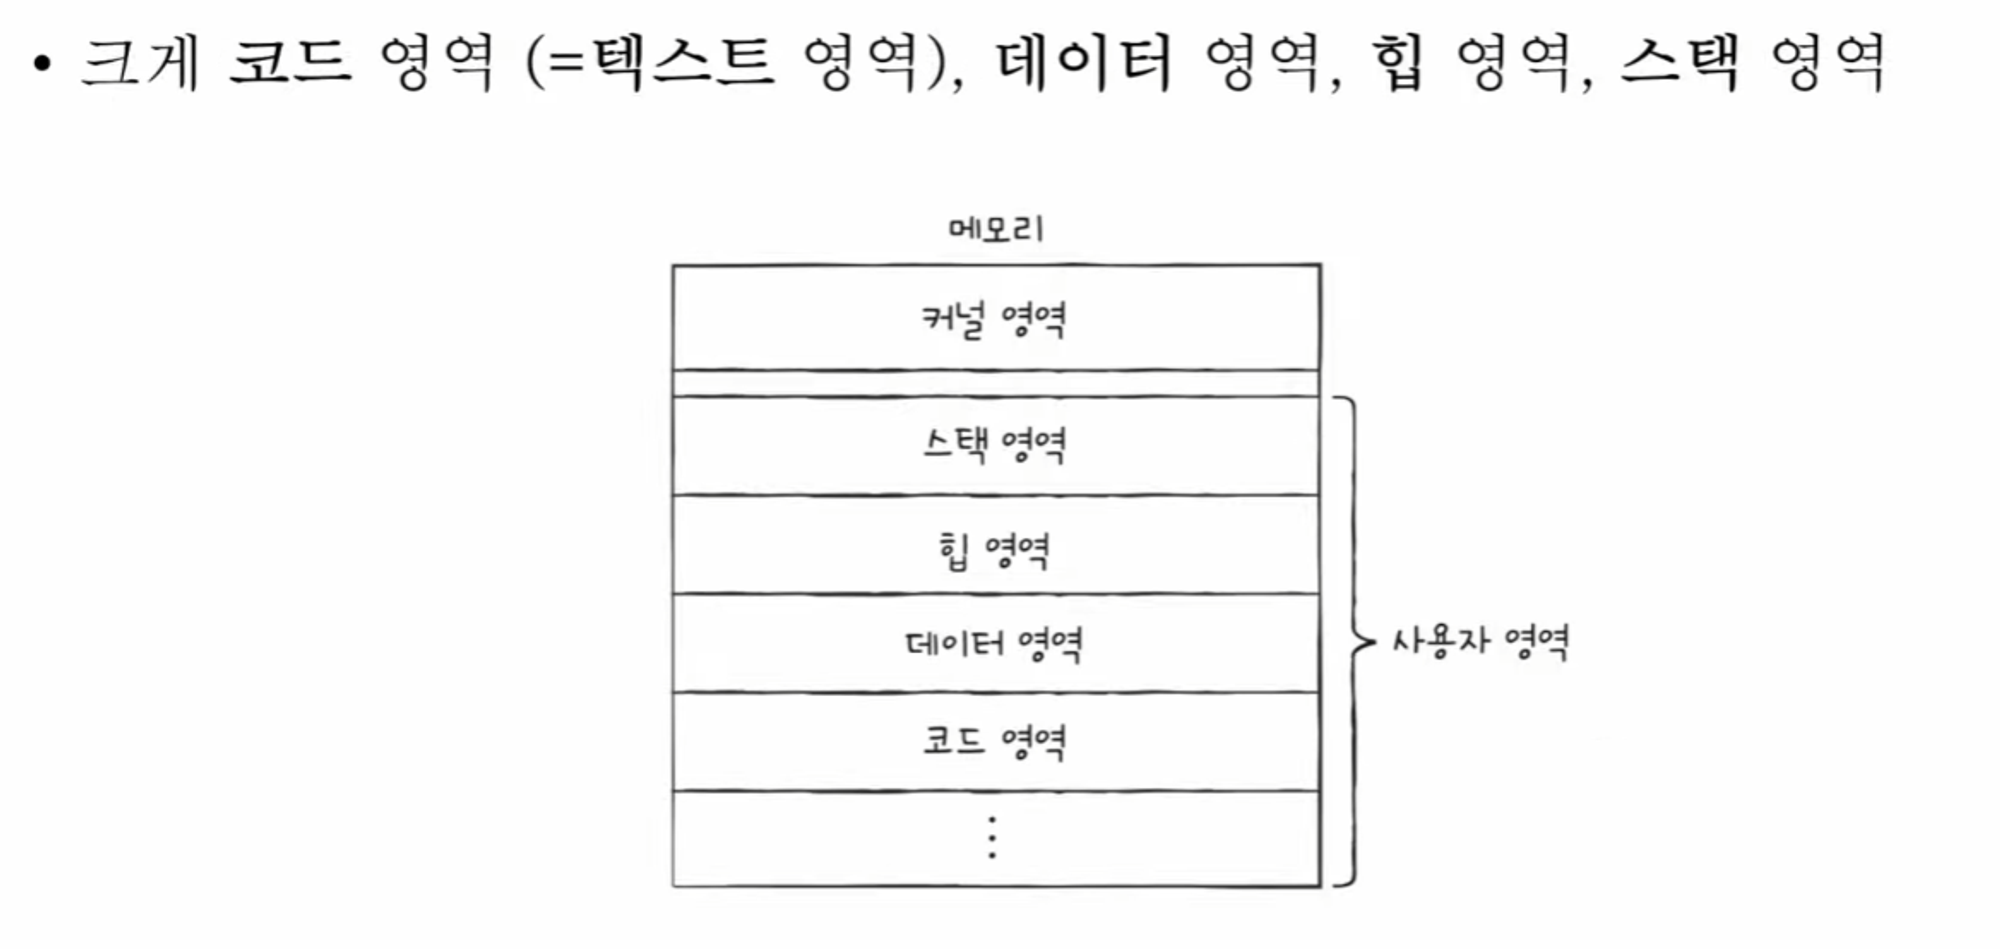 • 크게 코드 영역 (=텍스트 영역), 데이터 영역, 힙 영역, 스택 영역
메모리
커널 영역
스택 영역
힙 영역
데이터 영역
사용자 영역
코드 영역
⋮